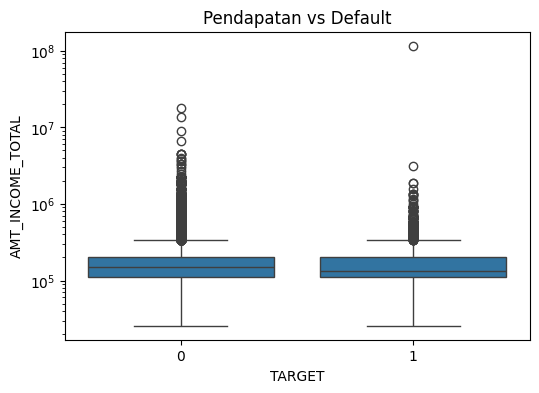 Pendapatan vs Default
AMT_INCOME_TOTAL
10^8
10^7
10^6
10^5
0
1
TARGET